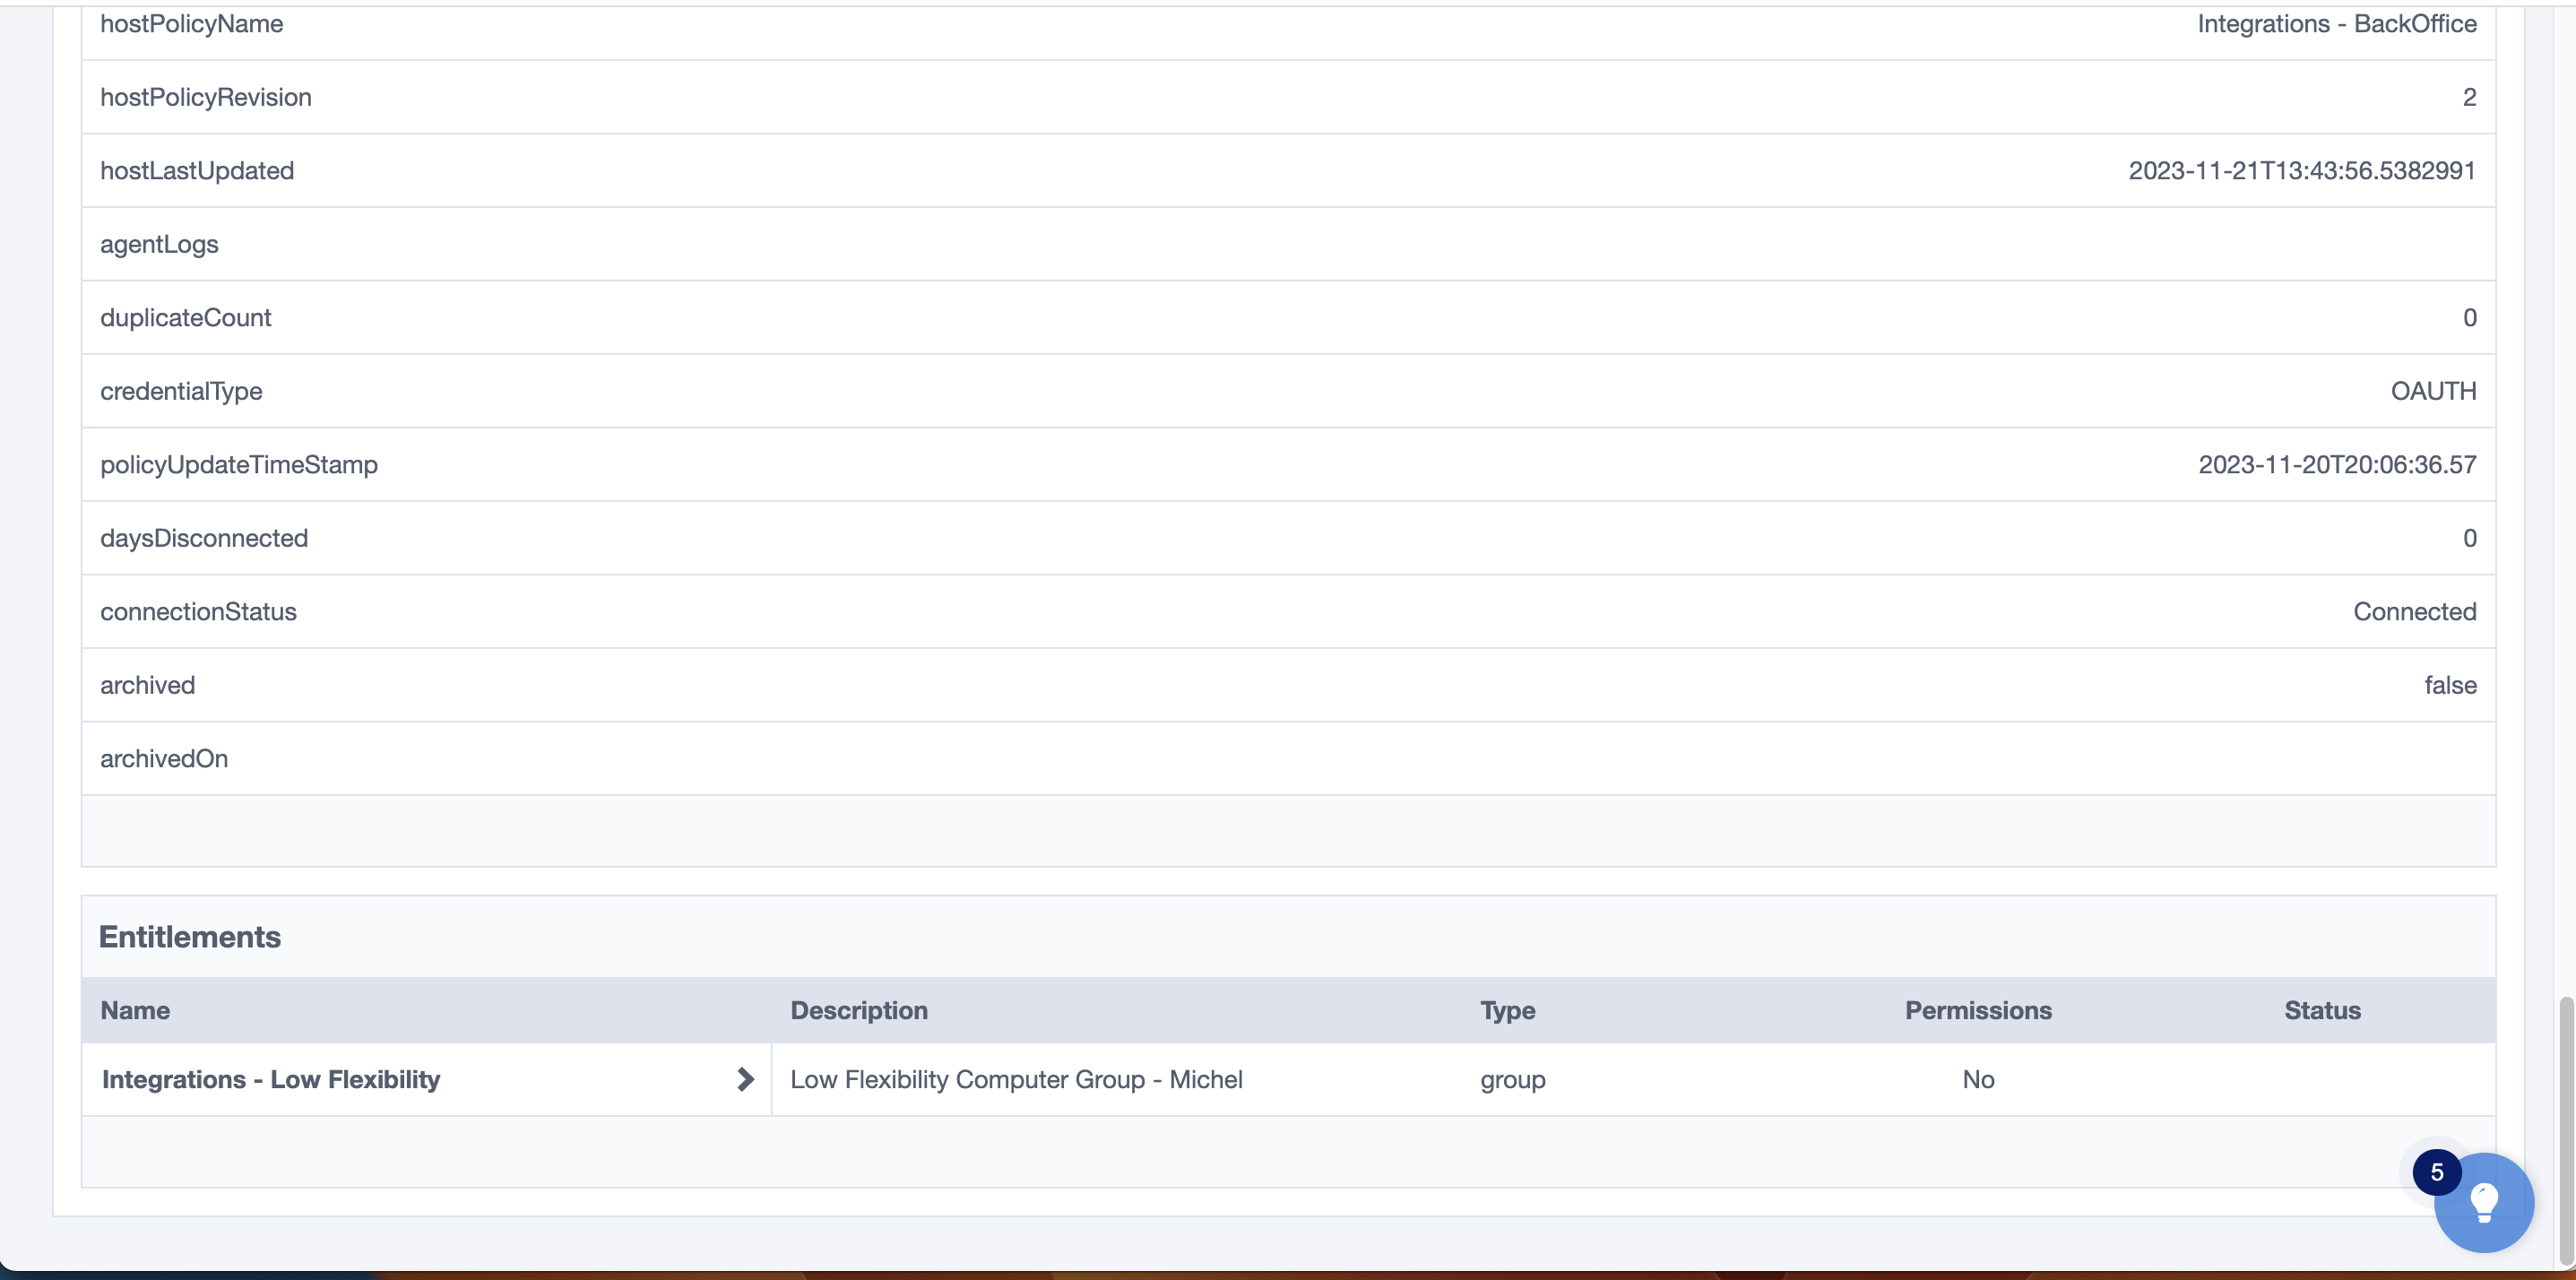 hostPolicyName Integrations - BackOffice
hostPolicyRevision 2
hostLastUpdated 2023-11-21T13:43:56.5382991
agentLogs
duplicateCount 0
credentialType OAUTH
policyUpdateTimeStamp 2023-11-20T20:06:36.57
daysDisconnected 0
connectionStatus Connected
archived false
archivedOn
Entitlements
Name Description Type Permissions Status
Integrations - Low Flexibility Low Flexibility Computer Group - Michel group No
5